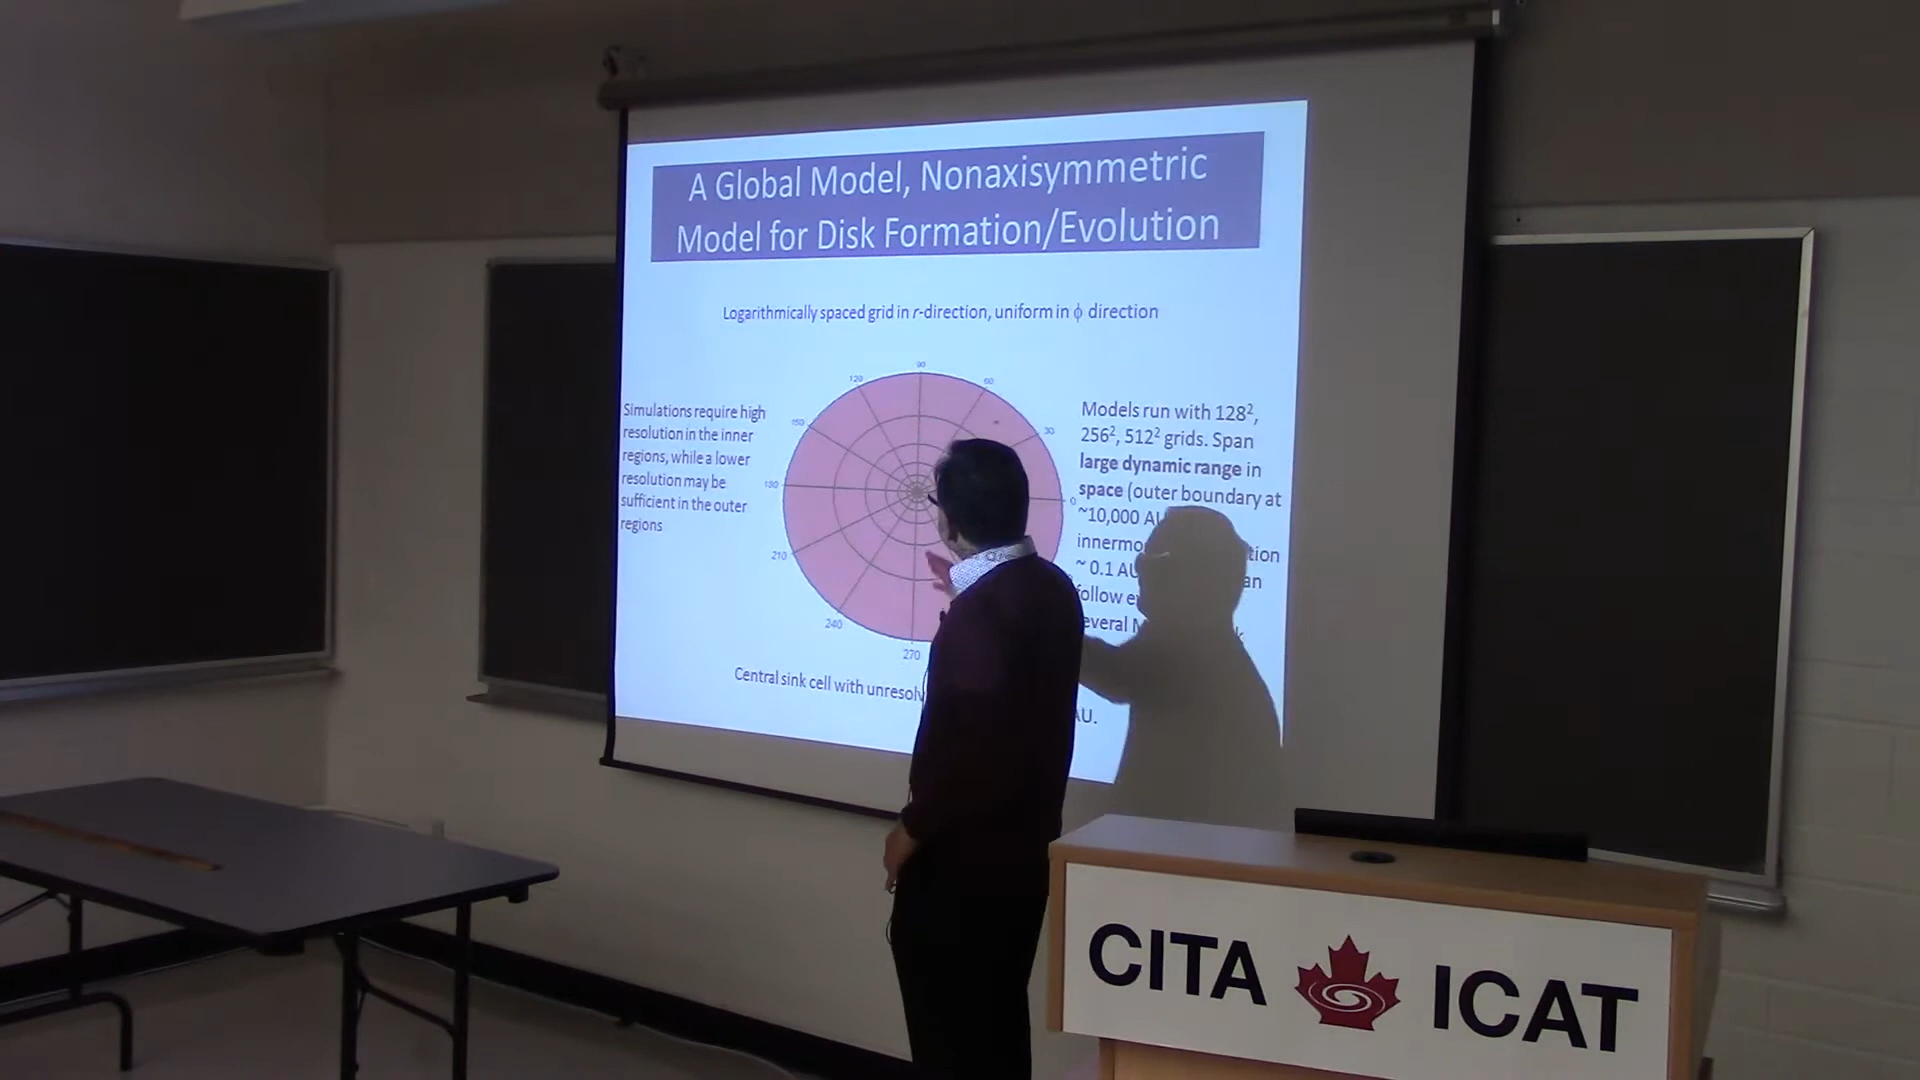 A Global Model, Nonaxisymmetric
Model for Disk Formation/Evolution
Logarithmically spaced grid in r-direction, uniform in ϕ direction
Simulations require high
resolution in the inner
regions, while a lower
resolution may be
sufficient in the outer
regions
90
120
60
150
30
180
0
210
240
270
Models run with 128², 
256², 512² grids. Span
large dynamic range in
space (outer boundary at
~10,000 AU
~ 0.1 AU
follow
several
Central sink cell with
AU.
CITA ICAT